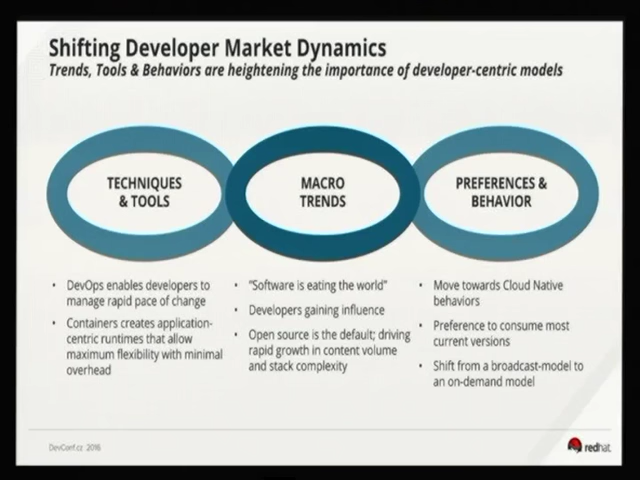 Shifting Developer Market Dynamics
Trends, Tools & Behaviors are heightening the importance of developer-centric models
TECHNIQUES
& TOOLS
MACRO
TRENDS
PREFERENCES &
BEHAVIOR
• DevOps enables developers to
manage rapid pace of change
• Containers creates application-
centric runtimes that allow
maximum flexibility with minimal
overhead
• "Software is eating the world"
• Developers gaining influence
• Open source is the default; driving
rapid growth in content volume
and stack complexity
• Move towards Cloud Native
behaviors
• Preference to consume most
current versions
• Shift from a broadcast-model to
an on-demand model
DevConf.cz 2016
redhat